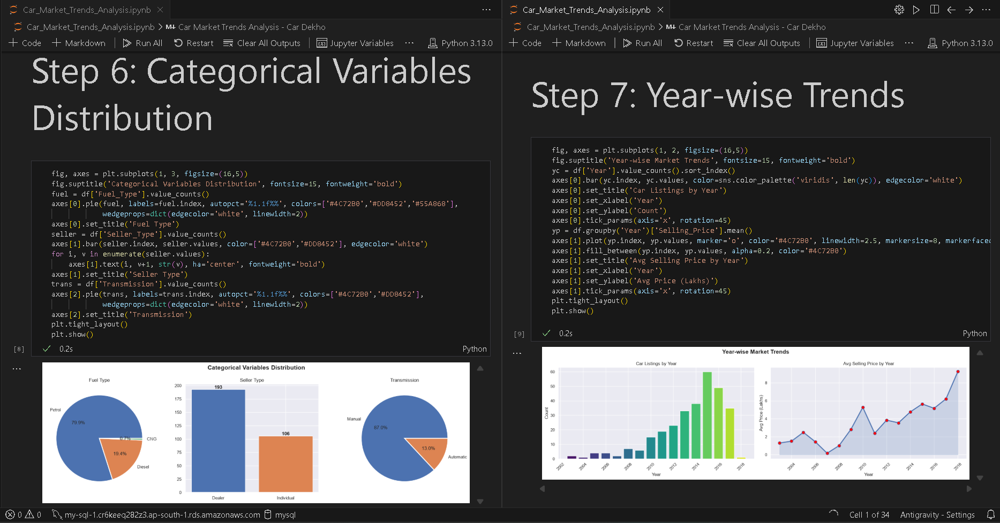 Car_Market_Trends_Analysis.ipynb
Car_Market_Trends_Analysis.ipynb > M↓ Car Market Trends Analysis - Car Dekho
+ Code + Markdown | Run All Restart Clear All Outputs | Jupyter Variables ... Python 3.13.0
Step 6: Categorical Variables
Distribution
fig, axes = plt.subplots(1, 3, figsize=(16,5))
fig.suptitle('Categorical Variables Distribution', fontsize=15, fontweight='bold')
fuel = df['Fuel_Type'].value_counts()
axes[0].pie(fuel, labels=fuel.index, autopct='%1.1f%%', colors=['#4C72B0','#DD8452','#55A868'],
wedgeprops=dict(edgecolor='white', linewidth=2))
axes[0].set_title('Fuel Type')
seller = df['Seller_Type'].value_counts()
axes[1].bar(seller.index, seller.values, color=['#4C72B0','#DD8452'], edgecolor='white')
for i, v in enumerate(seller.values):
axes[1].text(i, v+1, str(v), ha='center', fontweight='bold')
axes[1].set_title('Seller Type')
trans = df['Transmission'].value_counts()
axes[2].pie(trans, labels=trans.index, autopct='%1.1f%%', colors=['#4C72B0','#DD8452'],
wedgeprops=dict(edgecolor='white', linewidth=2))
axes[2].set_title('Transmission')
plt.tight_layout()
plt.show()
[8] 0.2s Python
Categorical Variables Distribution
Fuel Type
Petrol
79.9%
0.7%
CNG
19.4%
Diesel
Seller Type
200
175
150
125
100
75
50
25
0
193
106
Dealer Individual
Transmission
Manual
87.0%
13.0%
Automatic
Car_Market_Trends_Analysis.ipynb
Car_Market_Trends_Analysis.ipynb > M↓ Car Market Trends Analysis - Car Dekho
+ Code + Markdown | Run All Restart Clear All Outputs | Jupyter Variables ... Python 3.13.0
Step 7: Year-wise Trends
fig, axes = plt.subplots(1, 2, figsize=(16,5))
fig.suptitle('Year-wise Market Trends', fontsize=15, fontweight='bold')
yc = df['Year'].value_counts().sort_index()
axes[0].bar(yc.index, yc.values, color=sns.color_palette('viridis', len(yc)), edgecolor='white')
axes[0].set_title('Car Listings by Year')
axes[0].set_xlabel('Year')
axes[0].set_ylabel('Count')
axes[0].tick_params(axis='x', rotation=45)
yp = df.groupby('Year')['Selling_Price'].mean()
axes[1].plot(yp.index, yp.values, marker='o', color='#4C72B0', linewidth=2.5, markersize=8, markerfacec
axes[1].fill_between(yp.index, yp.values, alpha=0.2, color='#4C72B0')
axes[1].set_title('Avg Selling Price by Year')
axes[1].set_xlabel('Year')
axes[1].set_ylabel('Avg Price (Lakhs)')
axes[1].tick_params(axis='x', rotation=45)
plt.tight_layout()
plt.show()
[9] 0.2s Python
Year-wise Market Trends
Car Listings by Year
60
50
40
30
20
10
0
Count
2002 2004 2006 2008 2010 2012 2014 2016 2018
Year
Avg Selling Price by Year
8
6
4
2
0
Avg Price (Lakhs)
2004 2006 2008 2010 2012 2014 2016 2018
Year
0 0 my-sql-1.cr6keeq282z3.ap-south-1.rds.amazonaws.com mysql
Cell 1 of 34 Antigravity - Settings